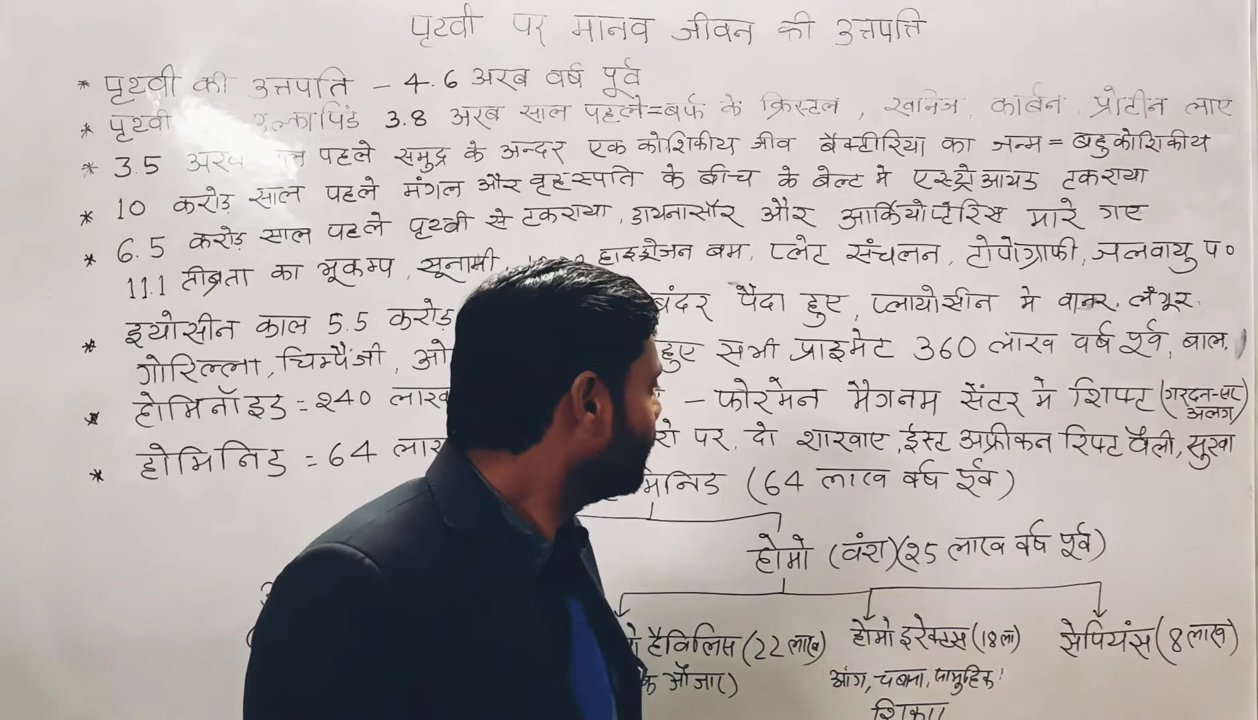 पृथ्वी पर मानव जीवन की उत्तपत्ति
* पृथ्वी की उत्तपति - 4.6 अरब वर्ष पूर्व
* पृथ्वी उल्कापिंड 3.8 अरब साल पहले=बर्फ के क्रिस्टल, खनिज, कार्बन, प्रोटीन लाए
* 3.5 अरब पहले समुद्र के अन्दर एक कोशिकीय जीव बैक्टीरिया का जन्म = बहुकोशिकीय
* 10 करोड़ साल पहले मंगल और वृहस्पति के बीच के बेल्ट मे एस्ट्रोआयड टकराया
* 6.5 करोड़ साल पहले पृथ्वी से टकराया, डायनासॉर और आर्कियोप्टेरिस मारे गए
11.1 तीब्रता का भूकम्प, सूनामी, हाइड्रोजन बम, प्लेट संचलन, टोपोग्राफी, जलवायु प०
* इयोसीन काल 5.5 करोड़ बंदर पैदा हुए, प्लायोसीन मे वानर, लंगूर,
गोरिल्ला, चिम्पैंजी, ओ हुए सभी प्राइमेट 360 लाख वर्ष पूर्व, बाल,
* होमिनॉइड = 240 लाख - फोरमेन मैगनम सेंटर मे शिफ्ट (गरदन-धट अलग)
* होमिनिड = 64 लाख पर, दो शाखाए, ईस्ट अफ्रीकन रिफ्ट वैली, सुखा
मिनिड (64 लाख वर्ष पूर्व)
होमो (वंश)(25 लाख वर्ष पूर्व)
हैविलिस (22 लाख) होमो इरेक्टस (18 ला) सेपियंस (8 लाख)
औजार) आग, चबाना, सामुहिक
शिकार